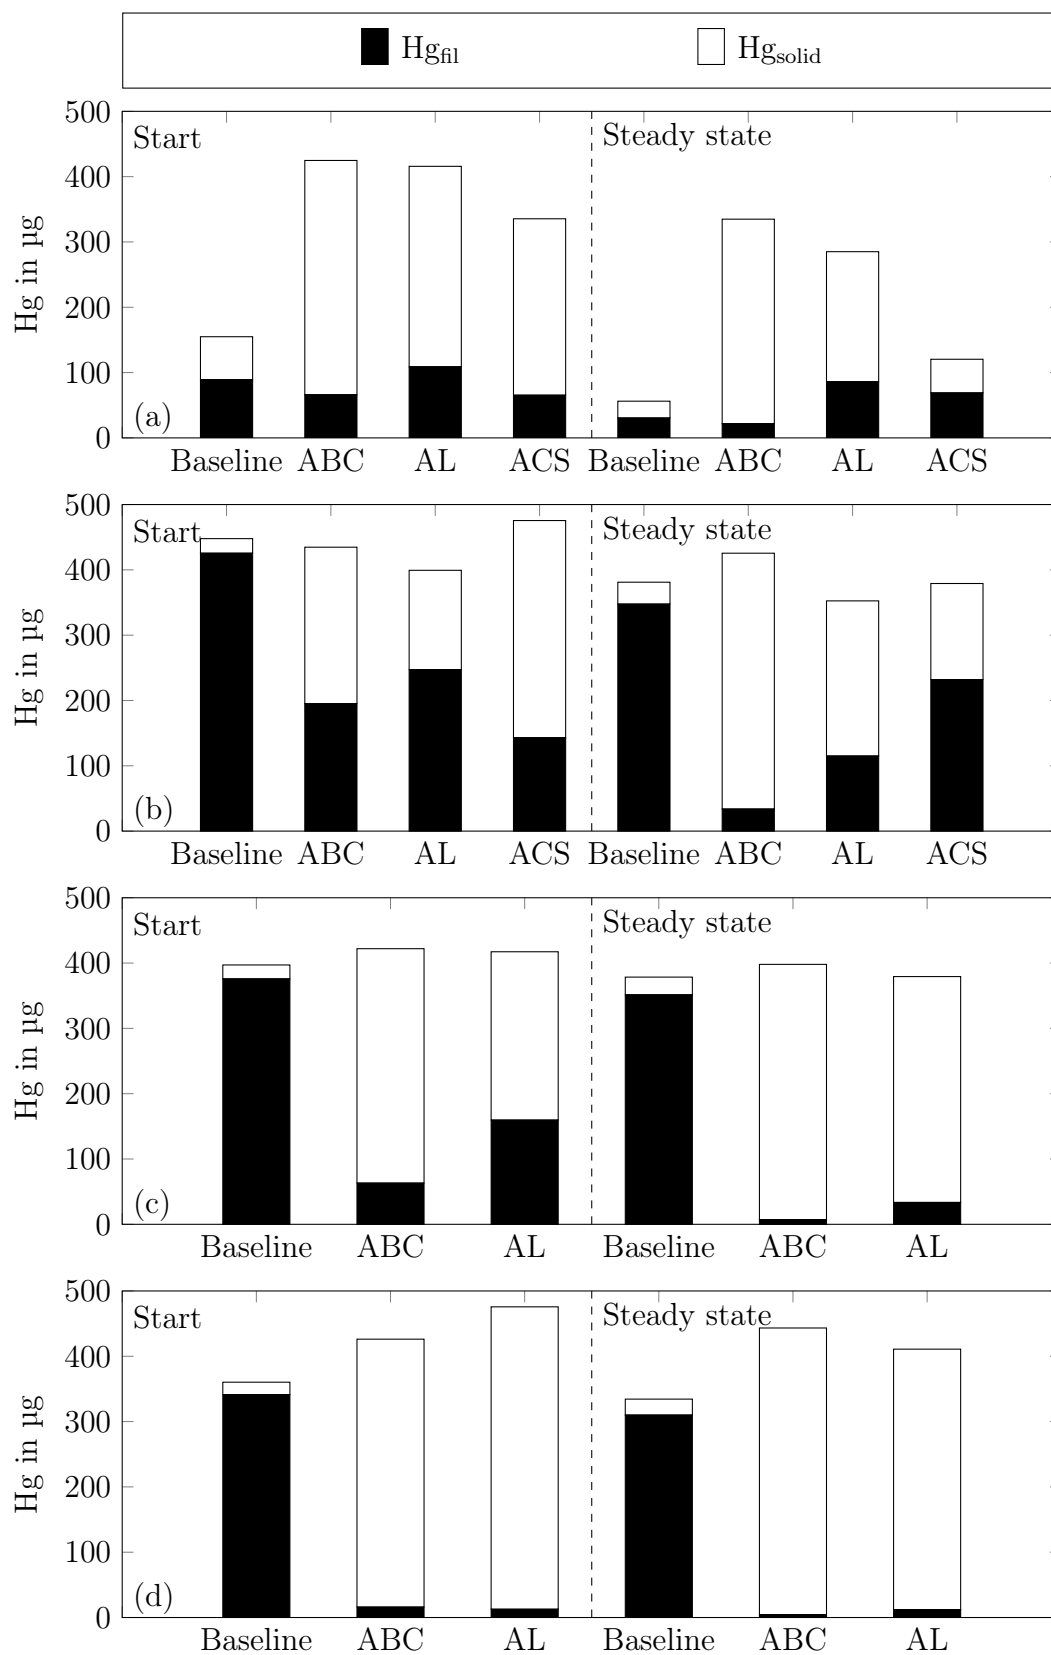 Hg_fil Hg_solid
500
400
300
200
100
0
Hg in µg
Start
Steady state
(a)
Baseline ABC AL ACS Baseline ABC AL ACS
500
400
300
200
100
0
Hg in µg
Start
Steady state
(b)
Baseline ABC AL ACS Baseline ABC AL ACS
500
400
300
200
100
0
Hg in µg
Start
Steady state
(c)
Baseline ABC AL Baseline ABC AL
500
400
300
200
100
0
Hg in µg
Start
Steady state
(d)
Baseline ABC AL Baseline ABC AL